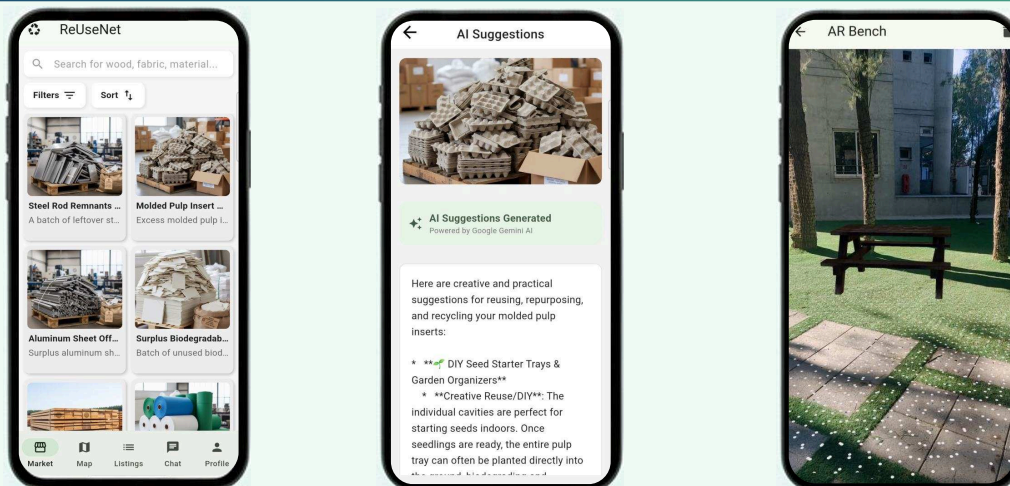 ReUseNet
Search for wood, fabric, material...
Filters
Sort
Steel Rod Remnants ...
A batch of leftover st...
Molded Pulp Insert ...
Excess molded pulp i...
Aluminum Sheet Off...
Surplus aluminum sh...
Surplus Biodegradab...
Batch of unused biod...
Market
Map
Listings
Chat
Profile
AI Suggestions
AI Suggestions Generated
Powered by Google Gemini AI
Here are creative and practical
suggestions for reusing, repurposing,
and recycling your molded pulp
inserts:
* **🌱 DIY Seed Starter Trays &
Garden Organizers**
* **Creative Reuse/DIY**: The
individual cavities are perfect for
starting seeds indoors. Once
seedlings are ready, the entire pulp
tray can often be planted directly into
AR Bench